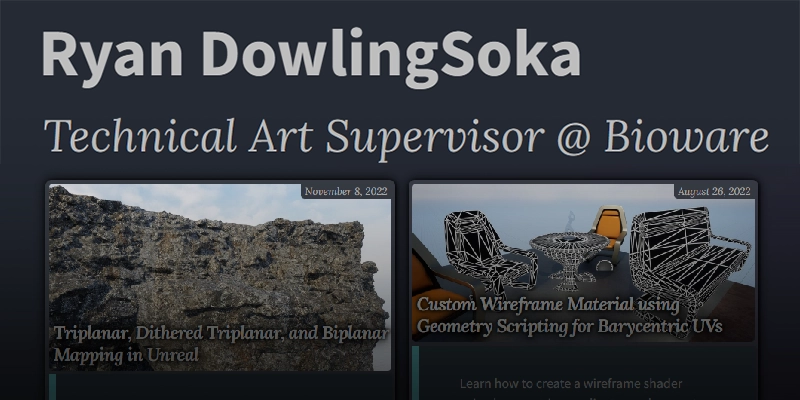 Ryan DowlingSoka
Technical Art Supervisor @ Bioware
November 8, 2022
Triplanar, Dithered Triplanar, and Biplanar
Mapping in Unreal
August 26, 2022
Custom Wireframe Material using
Geometry Scripting for Barycentric UVs
Learn how to create a wireframe shader